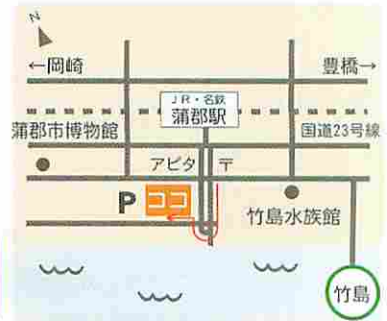 N
←岡崎
豊橋→
JR・名鉄
蒲郡駅
蒲郡市博物館
国道23号線
アピタ
〒
P
ココ
竹島水族館
竹島